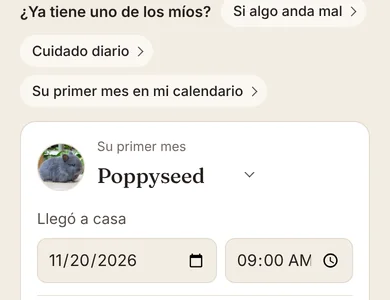 ¿Ya tiene uno de los míos? Si algo anda mal
Cuidado diario
Su primer mes en mi calendario
Su primer mes
Poppyseed
Llegó a casa
11/20/2026 09:00 AM